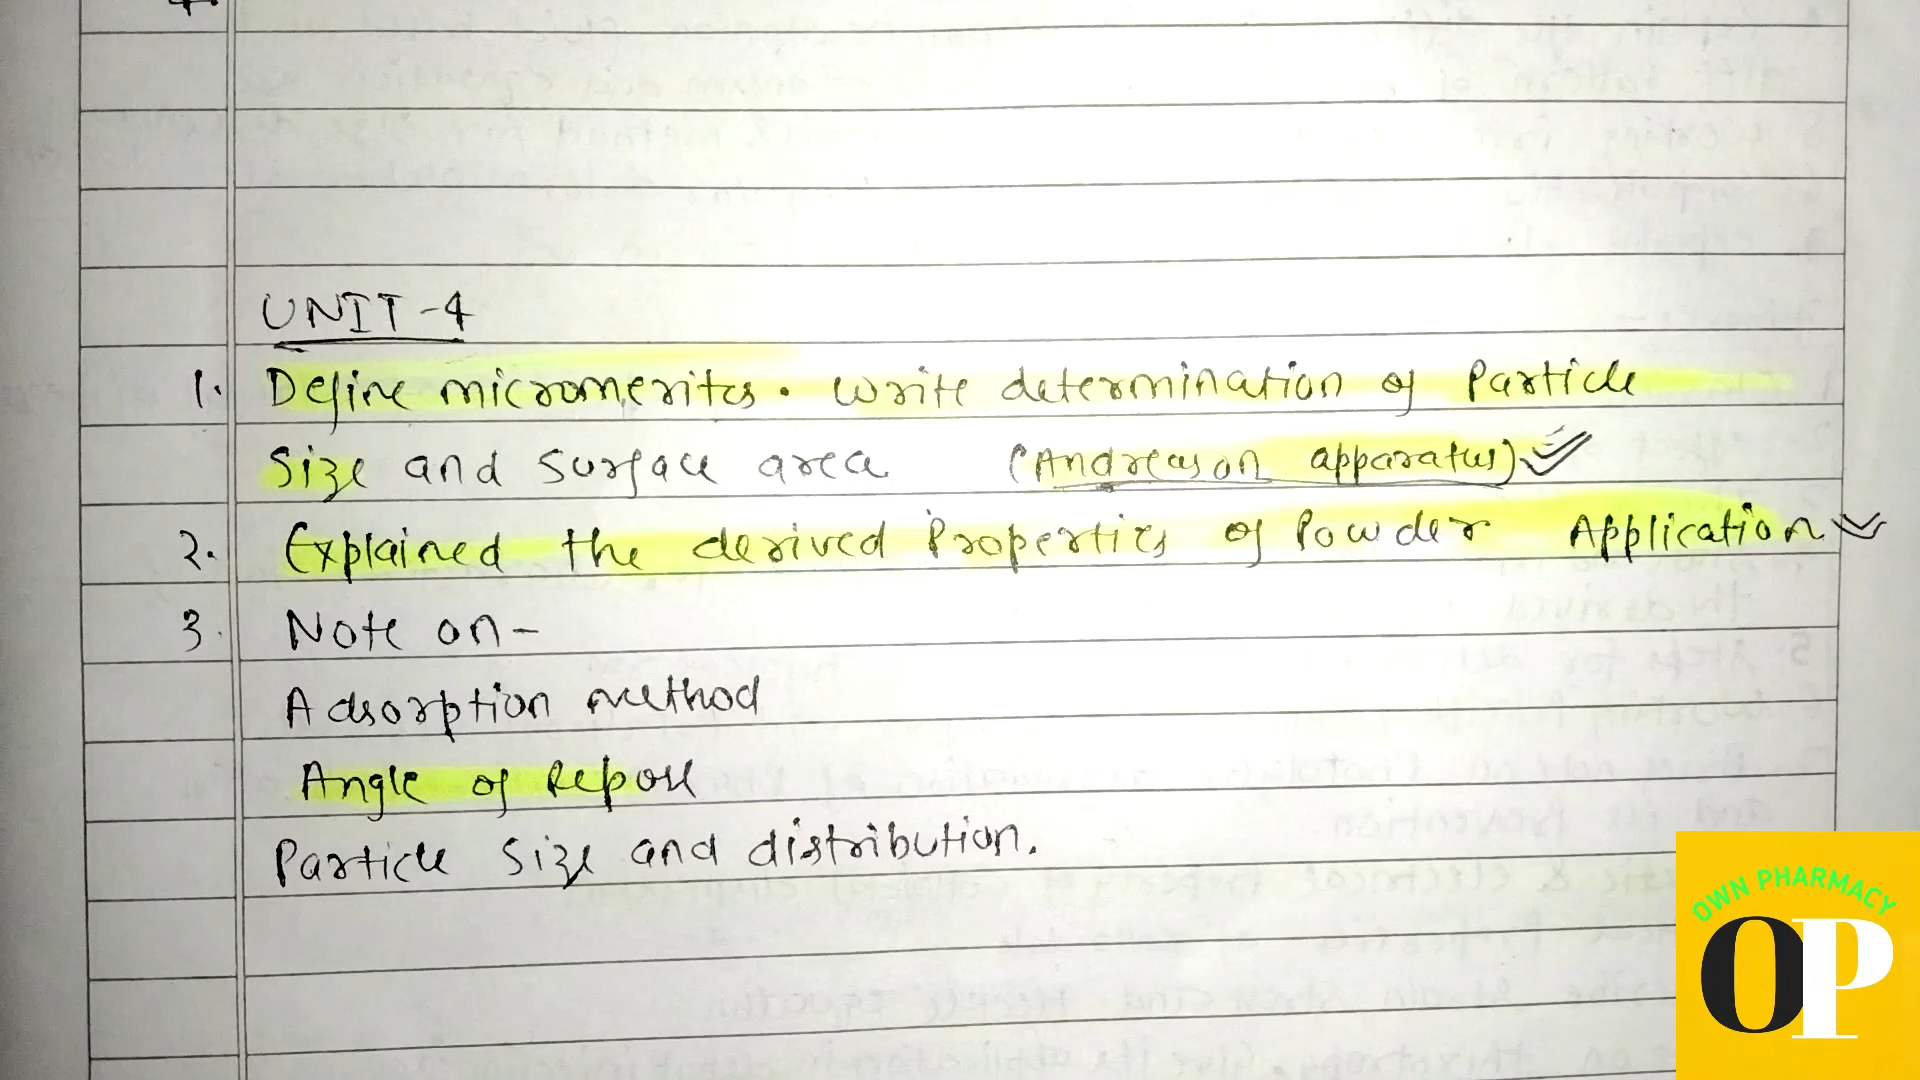 UNIT-4
1. Define micromeritcs. Write determination of Particle
Size and Surface area (Andreason apparatus)
2. Explained the derived Properties of Powder Application
3. Note on-
Adsorption method
Angle of Repose
Particle Size and distribution.
OWN PHARMACY
OP